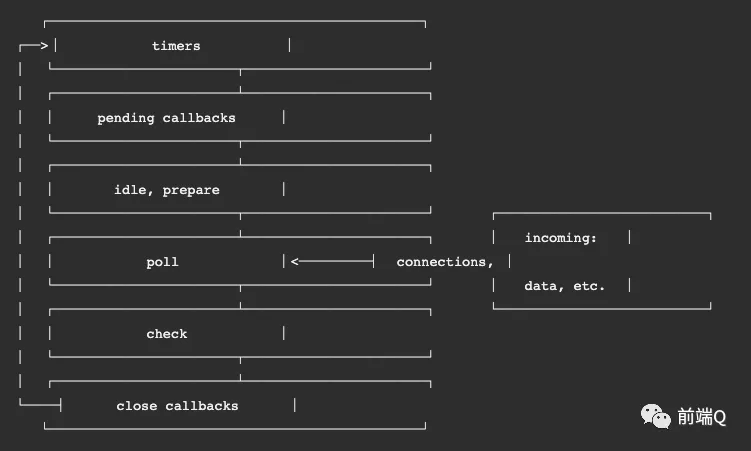 timers
pending callbacks
idle, prepare
incoming:
poll
connections,
data, etc.
check
close callbacks
前端Q